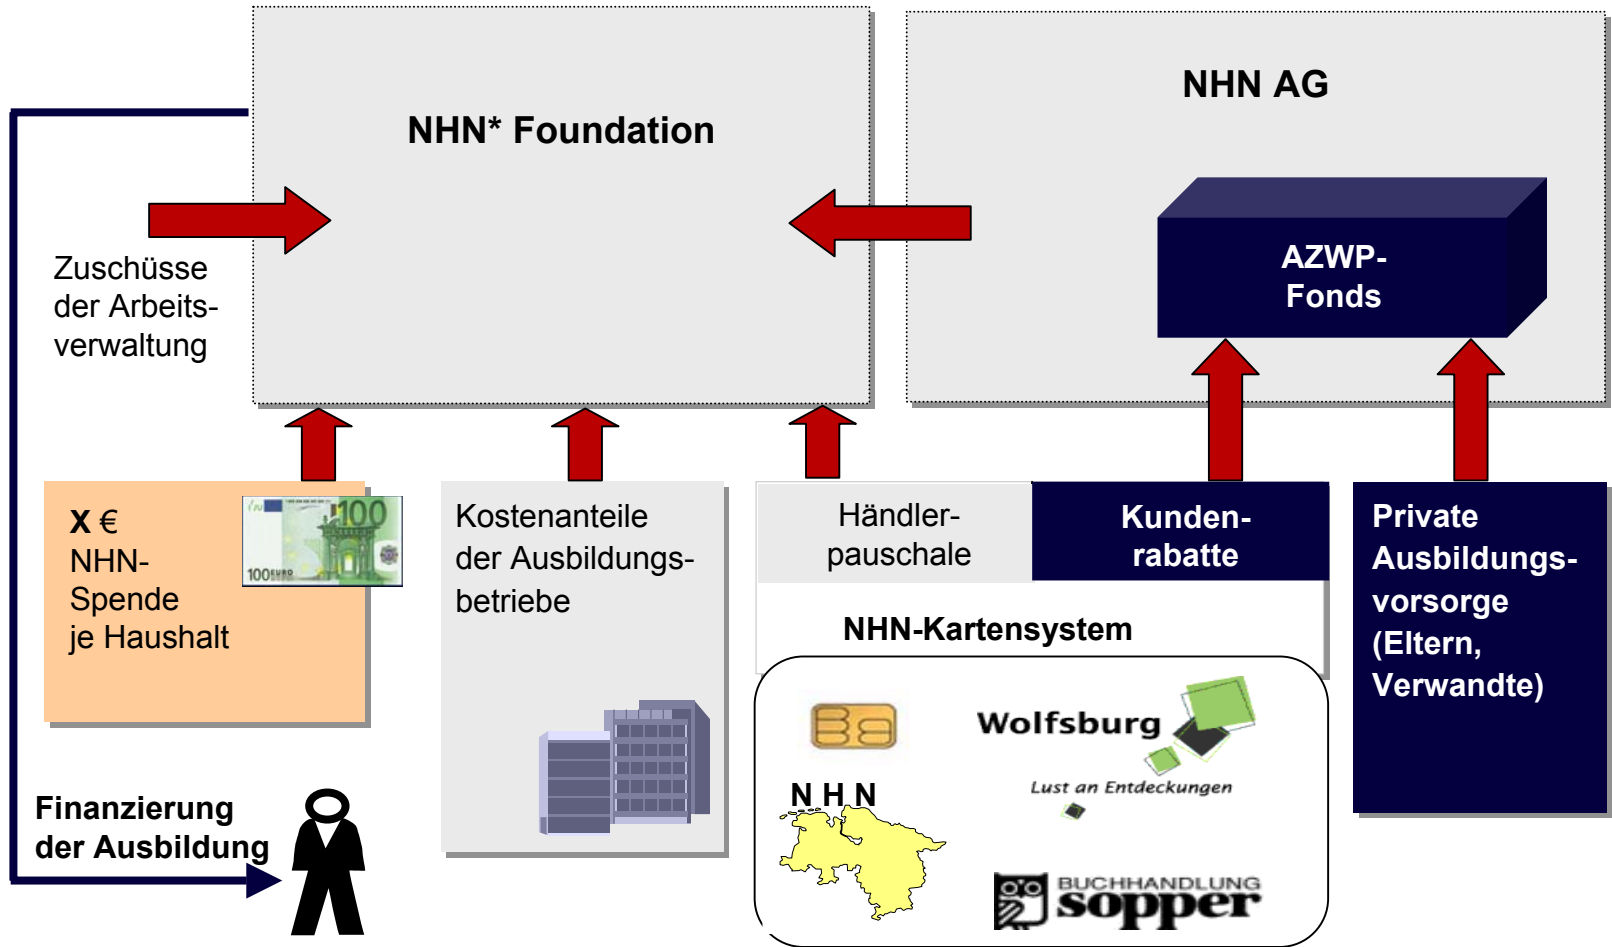 NHN* Foundation
NHN AG
AZWP-
Fonds
Zuschüsse
der Arbeits-
verwaltung
X €
NHN-
Spende
je Haushalt
100
100 EURO
Kostenanteile
der Ausbildungs-
betriebe
Händler-
pauschale
Kunden-
rabatte
NHN-Kartensystem
Private
Ausbildungs-
vorsorge
(Eltern,
Verwandte)
Wolfsburg
Lust an Entdeckungen
N H N
BUCHHANDLUNG
sopper
Finanzierung
der Ausbildung